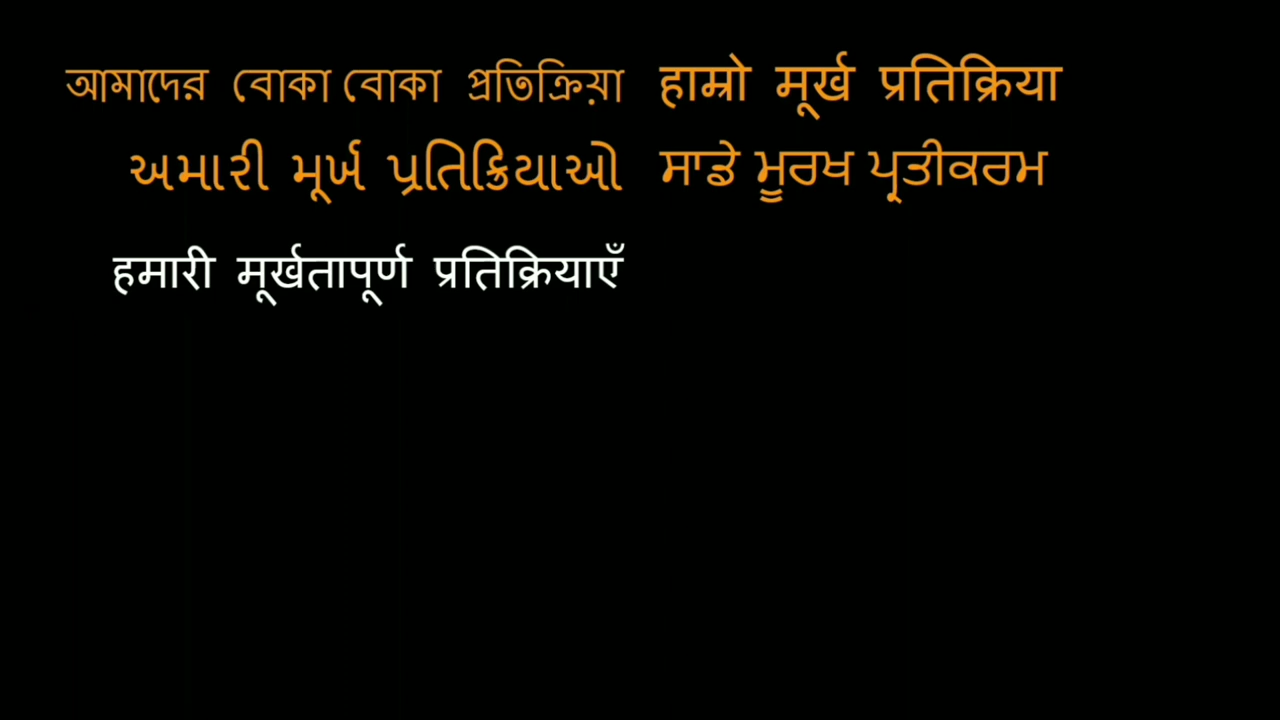 আমাদের বোকা বোকা প্রতিক্রিয়া हाम्रो मूर्ख प्रतिक्रिया
અમારી મૂર્ખ પ્રતિક્રિયાઓ ਸਾਡੇ ਮੂਰਖ ਪ੍ਰਤੀਕਰਮ
हमारी मूर्खतापूर्ण प्रतिक्रियाएँ